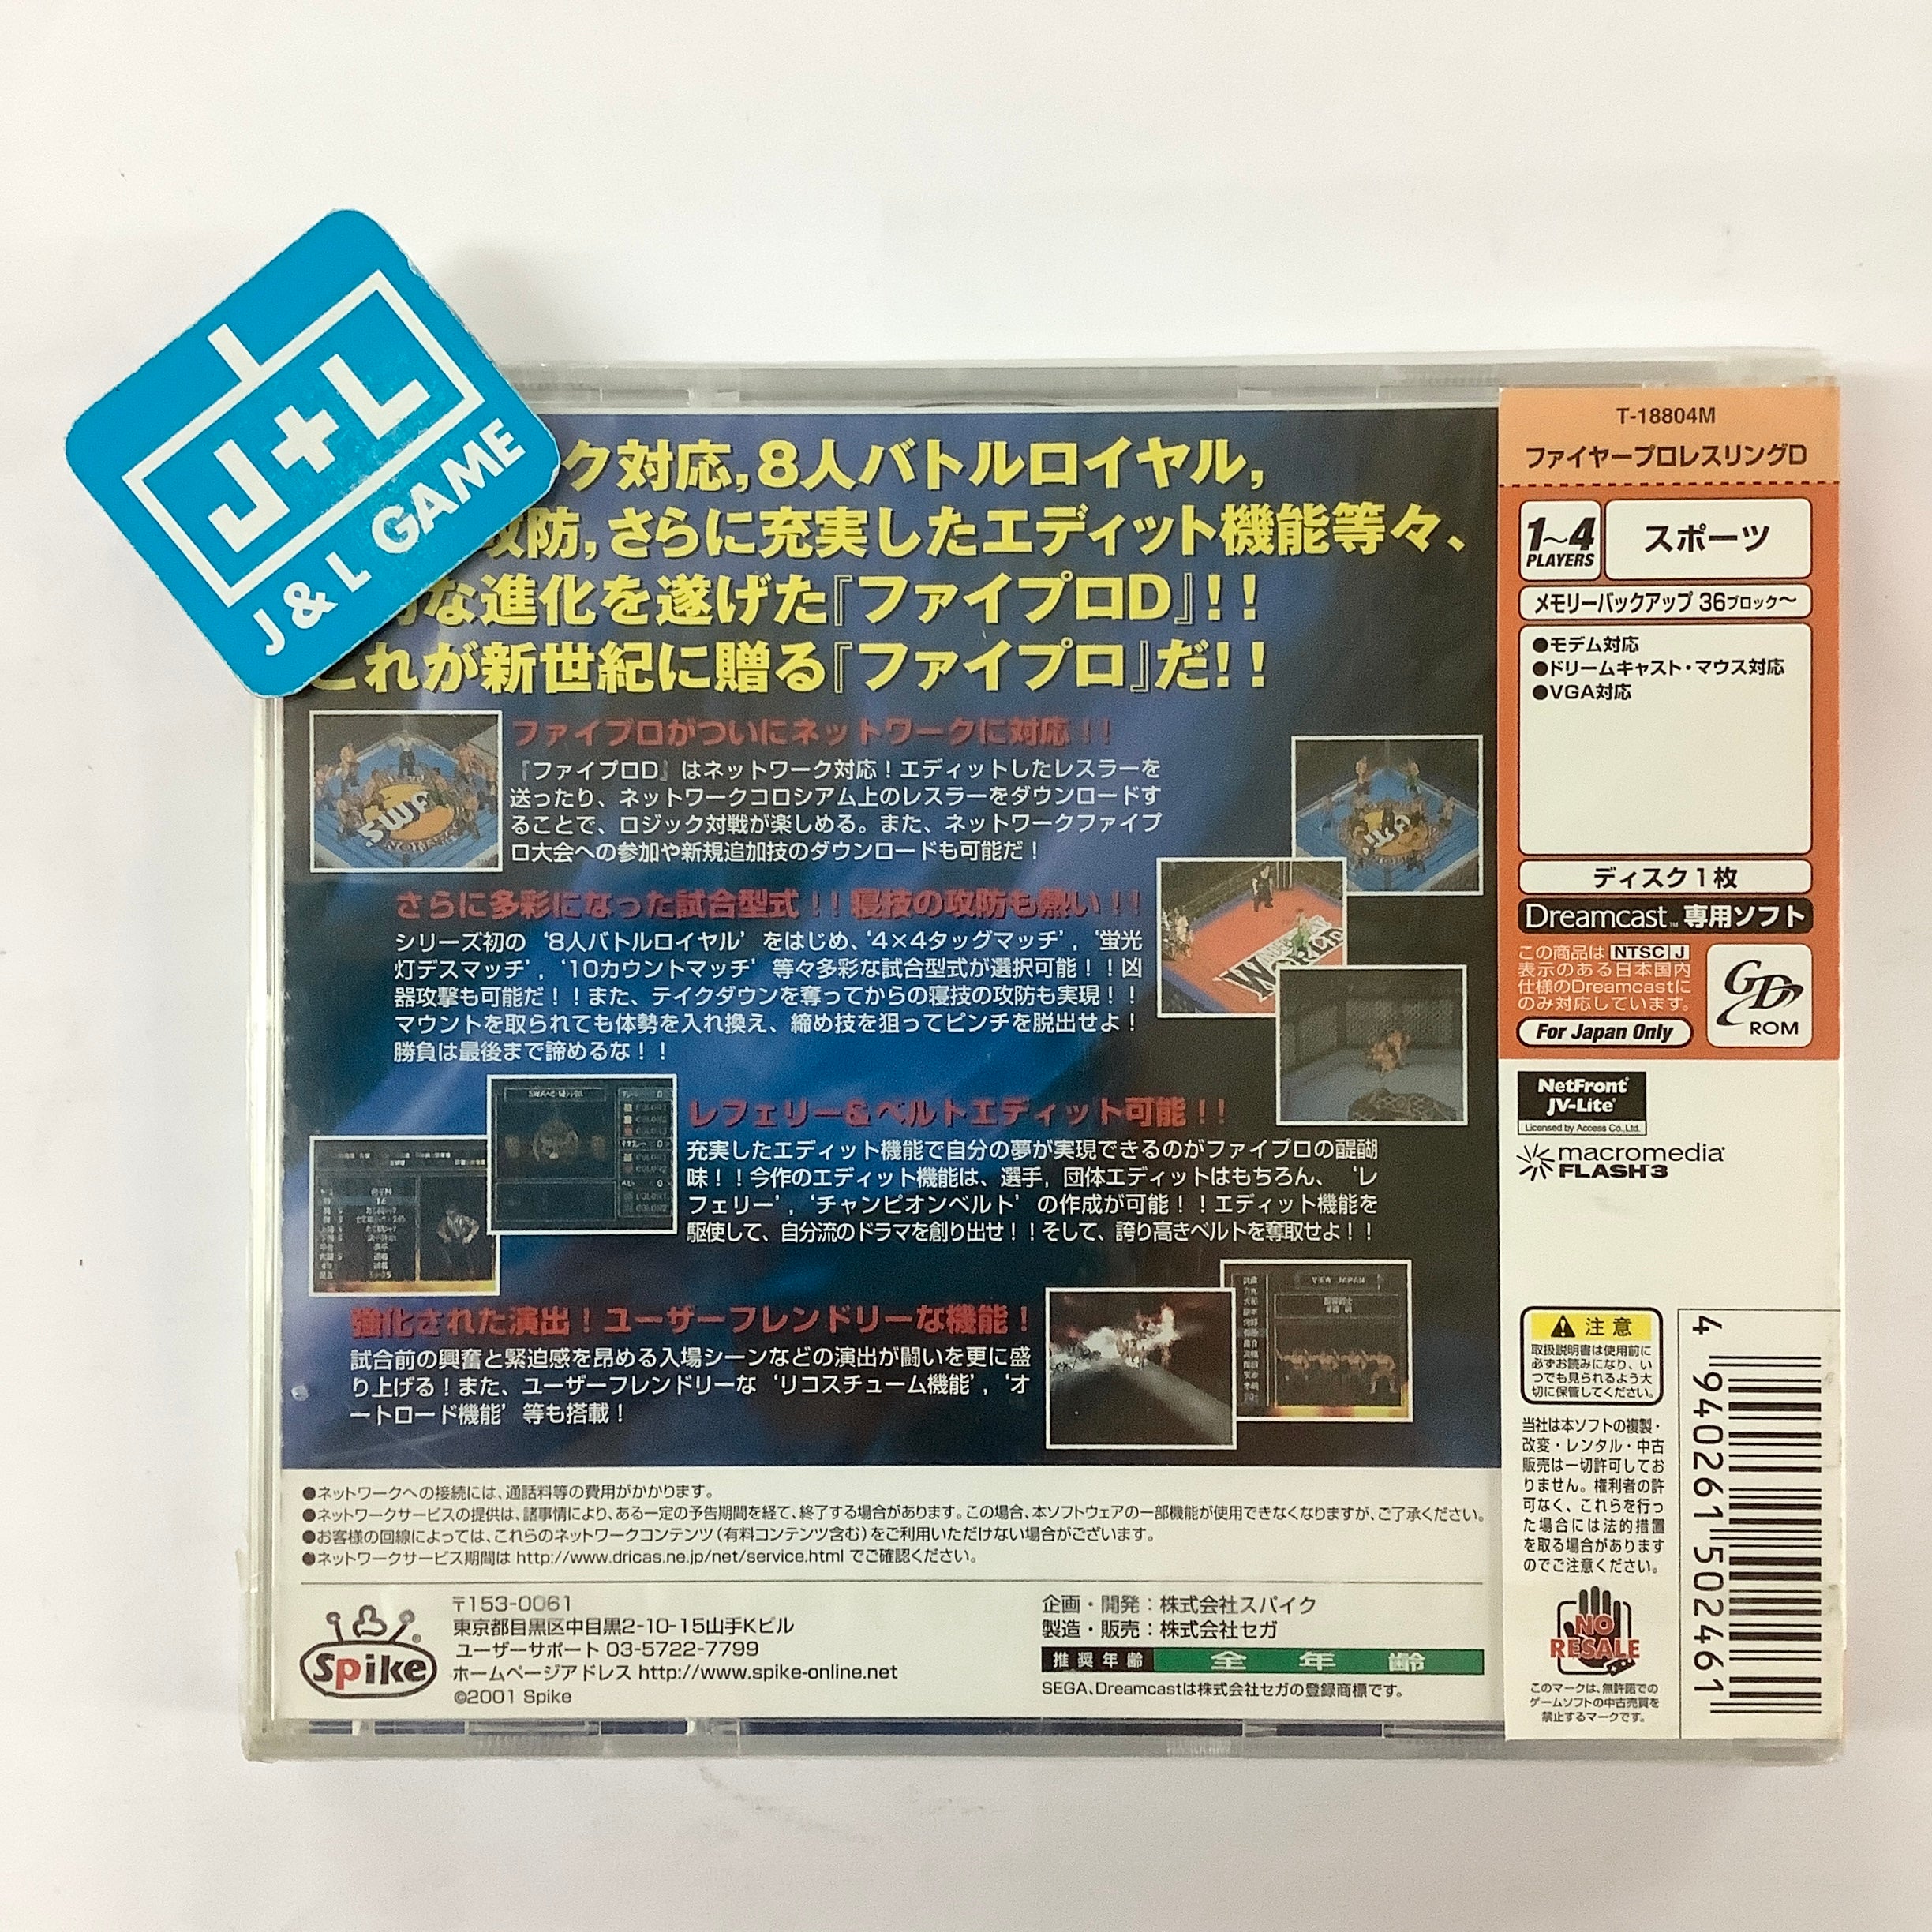 J+L
J & L GAME
ク対応,8人バトルロイヤル,
攻防,さらに充実したエディット機能等々、
な進化を遂げた『ファイプロD』!!
れが新世紀に贈る『ファイプロ』だ!!
ファイプロがついにネットワークに対応!!
『ファイプロD』はネットワーク対応!エディットしたレスラーを
送ったり、ネットワークコロシアム上のレスラーをダウンロードす
ることで、ロジック対戦が楽しめる。また、ネットワークファイプ
ロ大会への参加や新規追加技のダウンロードも可能だ!
さらに多彩になった試合型式!!寝技の攻防も熱い!!
シリーズ初の‘8人バトルロイヤル’をはじめ、‘4×4タッグマッチ’,‘蛍光
灯デスマッチ’,‘10カウントマッチ’等々多彩な試合型式が選択可能!!凶
器攻撃も可能だ!!また、テイクダウンを奪ってからの寝技の攻防も実現!!
マウントを取られても体勢を入れ換え、締め技を狙ってピンチを脱出せよ!
勝負は最後まで諦めるな!!
レフェリー&ベルトエディット可能!!
充実したエディット機能で自分の夢が実現できるのがファイプロの醍醐
味!!今作のエディット機能は、選手,団体エディットはもちろん、‘レ
フェリー’,‘チャンピオンベルト’の作成が可能!!エディット機能を
駆使して、自分流のドラマを創り出せ!!そして、誇り高きベルトを奪取せよ!!
強化された演出!ユーザーフレンドリーな機能!
試合前の興奮と緊迫感を昂める入場シーンなどの演出が闘いを更に盛
り上げる!また、ユーザーフレンドリーな‘リコスチューム機能’,‘オ
ートロード機能’等も搭載!
●ネットワークへの接続には、通話料等の費用がかかります。
●ネットワークサービスの提供は、諸事情により、ある一定の予告期間を経て、終了する場合があります。この場合、本ソフトウェアの一部機能が使用できなくなりますが、ご了承ください。
●お客様の回線によっては、これらのネットワークコンテンツ(有料コンテンツ含む)をご利用いただけない場合がございます。
●ネットワークサービス期間は http://www.dricas.ne.jp/net/service.html でご確認ください。
Spike
〒153-0061
東京都目黒区中目黒2-10-15山手Kビル
ユーザーサポート 03-5722-7799
ホームページアドレス http://www.spike-online.net
©2001 Spike
企画・開発:株式会社スパイク
製造・販売:株式会社セガ
推奨年齢 全年齢
SEGA、Dreamcastは株式会社セガの登録商標です。
T-18804M
ファイヤープロレスリングD
1~4
PLAYERS
スポーツ
メモリーバックアップ 36ブロック~
●モデム対応
●ドリームキャスト・マウス対応
●VGA対応
ディスク1枚
Dreamcast™専用ソフト
この商品は NTSC J
表示のある日本国内
仕様のDreamcastに
のみ対応しています。
For Japan Only
GD
ROM
NetFront®
JV-Lite®
Licensed by Access Co.,Ltd.
macromedia®
FLASH™3
注意
取扱説明書は使用前に
必ずお読みになり、い
つでも見られるよう大
切に保管してください。
当社は本ソフトの複製・
改変・レンタル・中古
販売は一切許可してお
りません。権利者の許
可なく、これらを行っ
た場合には法的措置
を取る場合があります
のでご注意ください。
NO
RESALE
このマークは、無許諾での
ゲームソフトの中古売買を
禁止するマークです。
4 940261 502461